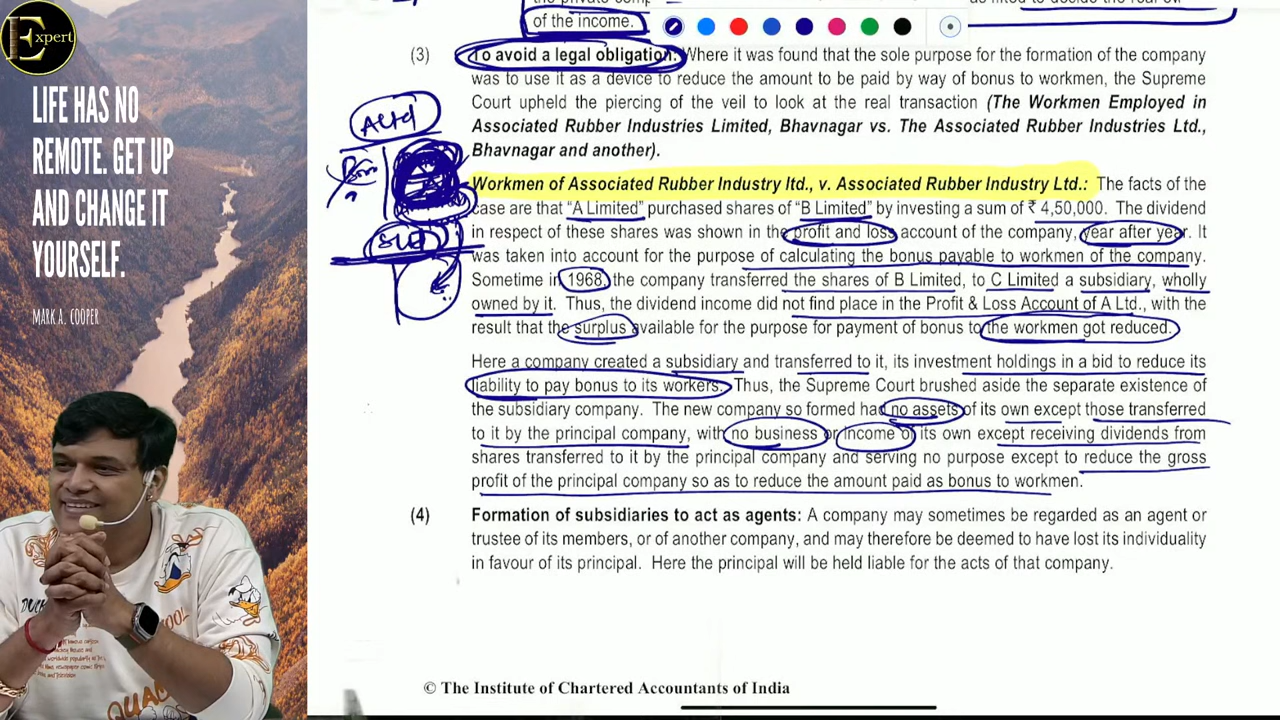 Expert
LIFE HAS NO
REMOTE. GET UP
AND CHANGE IT
YOURSELF.
MARK A. COOPER
of the income.
(3) To avoid a legal obligation: Where it was found that the sole purpose for the formation of the company
was to use it as a device to reduce the amount to be paid by way of bonus to workmen, the Supreme
Court upheld the piercing of the veil to look at the real transaction (The Workmen Employed in
Associated Rubber Industries Limited, Bhavnagar vs. The Associated Rubber Industries Ltd.,
Bhavnagar and another).
A Ltd
Workmen of Associated Rubber Industry ltd., v. Associated Rubber Industry Ltd.: The facts of the
case are that "A Limited" purchased shares of "B Limited" by investing a sum of ₹ 4,50,000. The dividend
in respect of these shares was shown in the profit and loss account of the company, year after year. It
was taken into account for the purpose of calculating the bonus payable to workmen of the company.
Sometime in 1968, the company transferred the shares of B Limited, to C Limited a subsidiary, wholly
owned by it. Thus, the dividend income did not find place in the Profit & Loss Account of A Ltd., with the
result that the surplus available for the purpose for payment of bonus to the workmen got reduced.
Here a company created a subsidiary and transferred to it, its investment holdings in a bid to reduce its
liability to pay bonus to its workers. Thus, the Supreme Court brushed aside the separate existence of
the subsidiary company. The new company so formed had no assets of its own except those transferred
to it by the principal company, with no business or income of its own except receiving dividends from
shares transferred to it by the principal company and serving no purpose except to reduce the gross
profit of the principal company so as to reduce the amount paid as bonus to workmen.
(4) Formation of subsidiaries to act as agents: A company may sometimes be regarded as an agent or
trustee of its members, or of another company, and may therefore be deemed to have lost its individuality
in favour of its principal. Here the principal will be held liable for the acts of that company.
© The Institute of Chartered Accountants of India